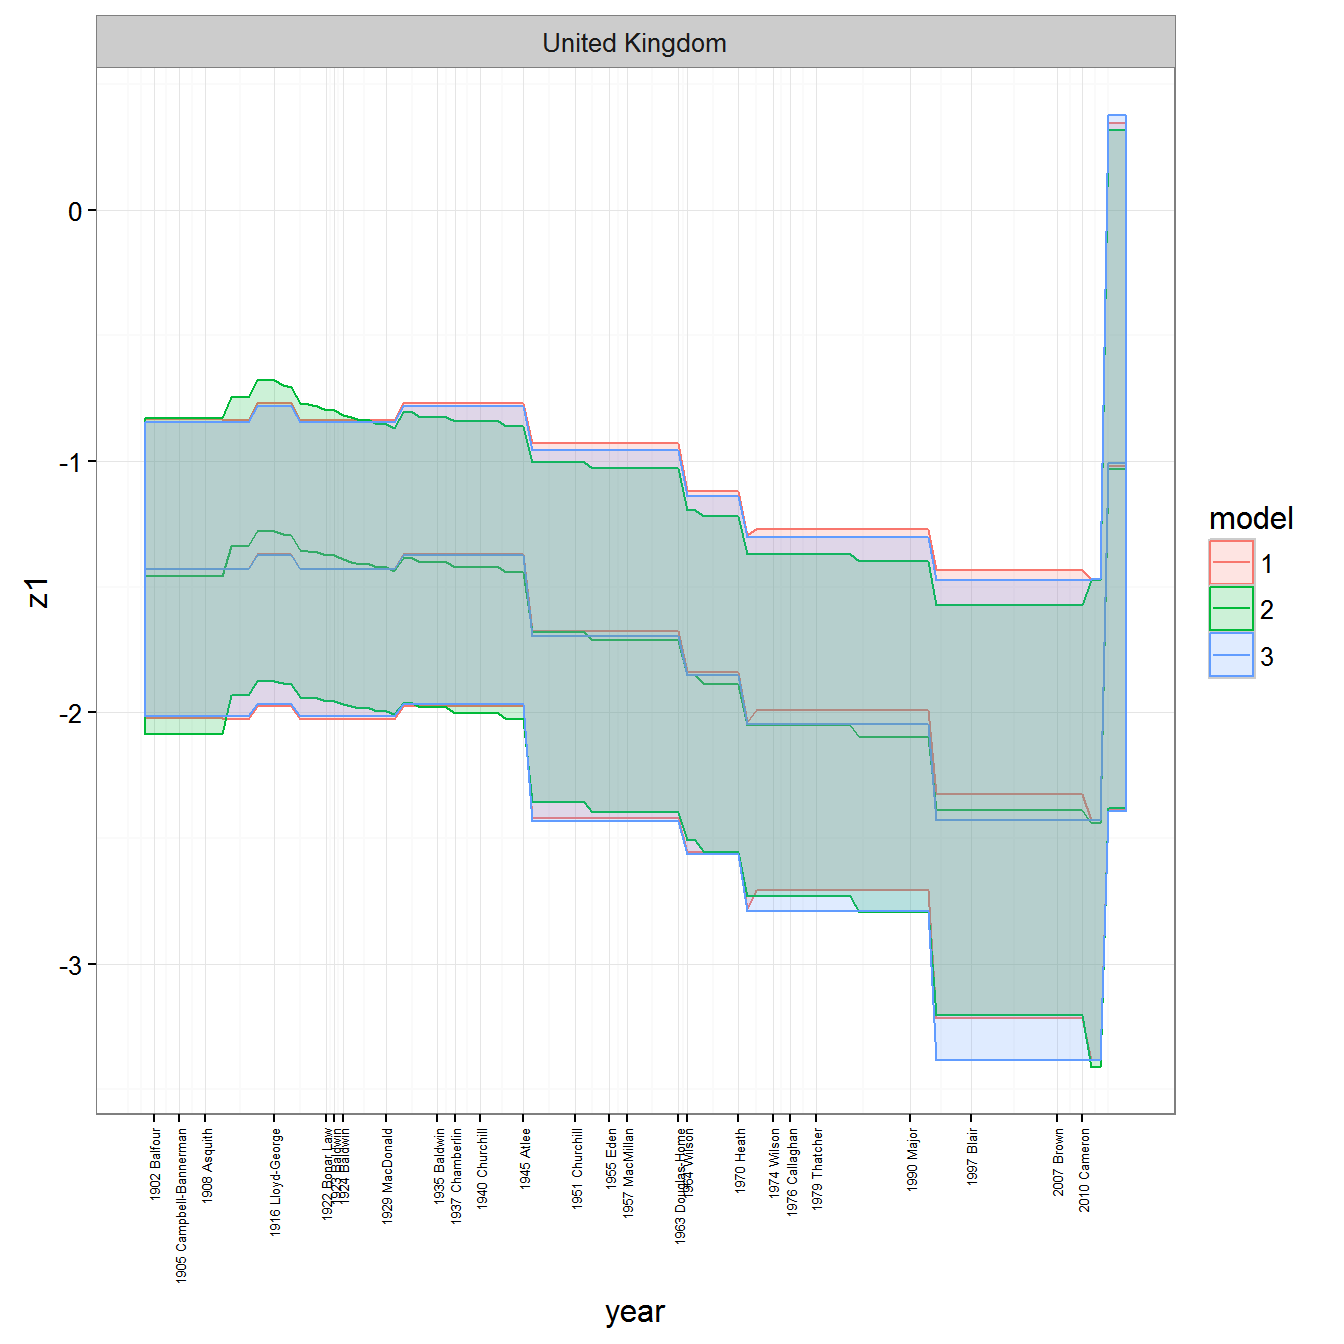 United Kingdom
0
-1
-2
-3
z1
1902 Balfour
1905 Campbell-Bannerman
1908 Asquith
1916 Lloyd-George
1922 Bonar Law
1923 Baldwin
1924 Baldwin
1929 MacDonald
1935 Baldwin
1937 Chamberlin
1940 Churchill
1945 Atlee
1951 Churchill
1955 Eden
1957 MacMillan
1963 Douglas-Home
1964 Wilson
1970 Heath
1974 Wilson
1976 Callaghan
1979 Thatcher
1990 Major
1997 Blair
2007 Brown
2010 Cameron
year
model
1
2
3